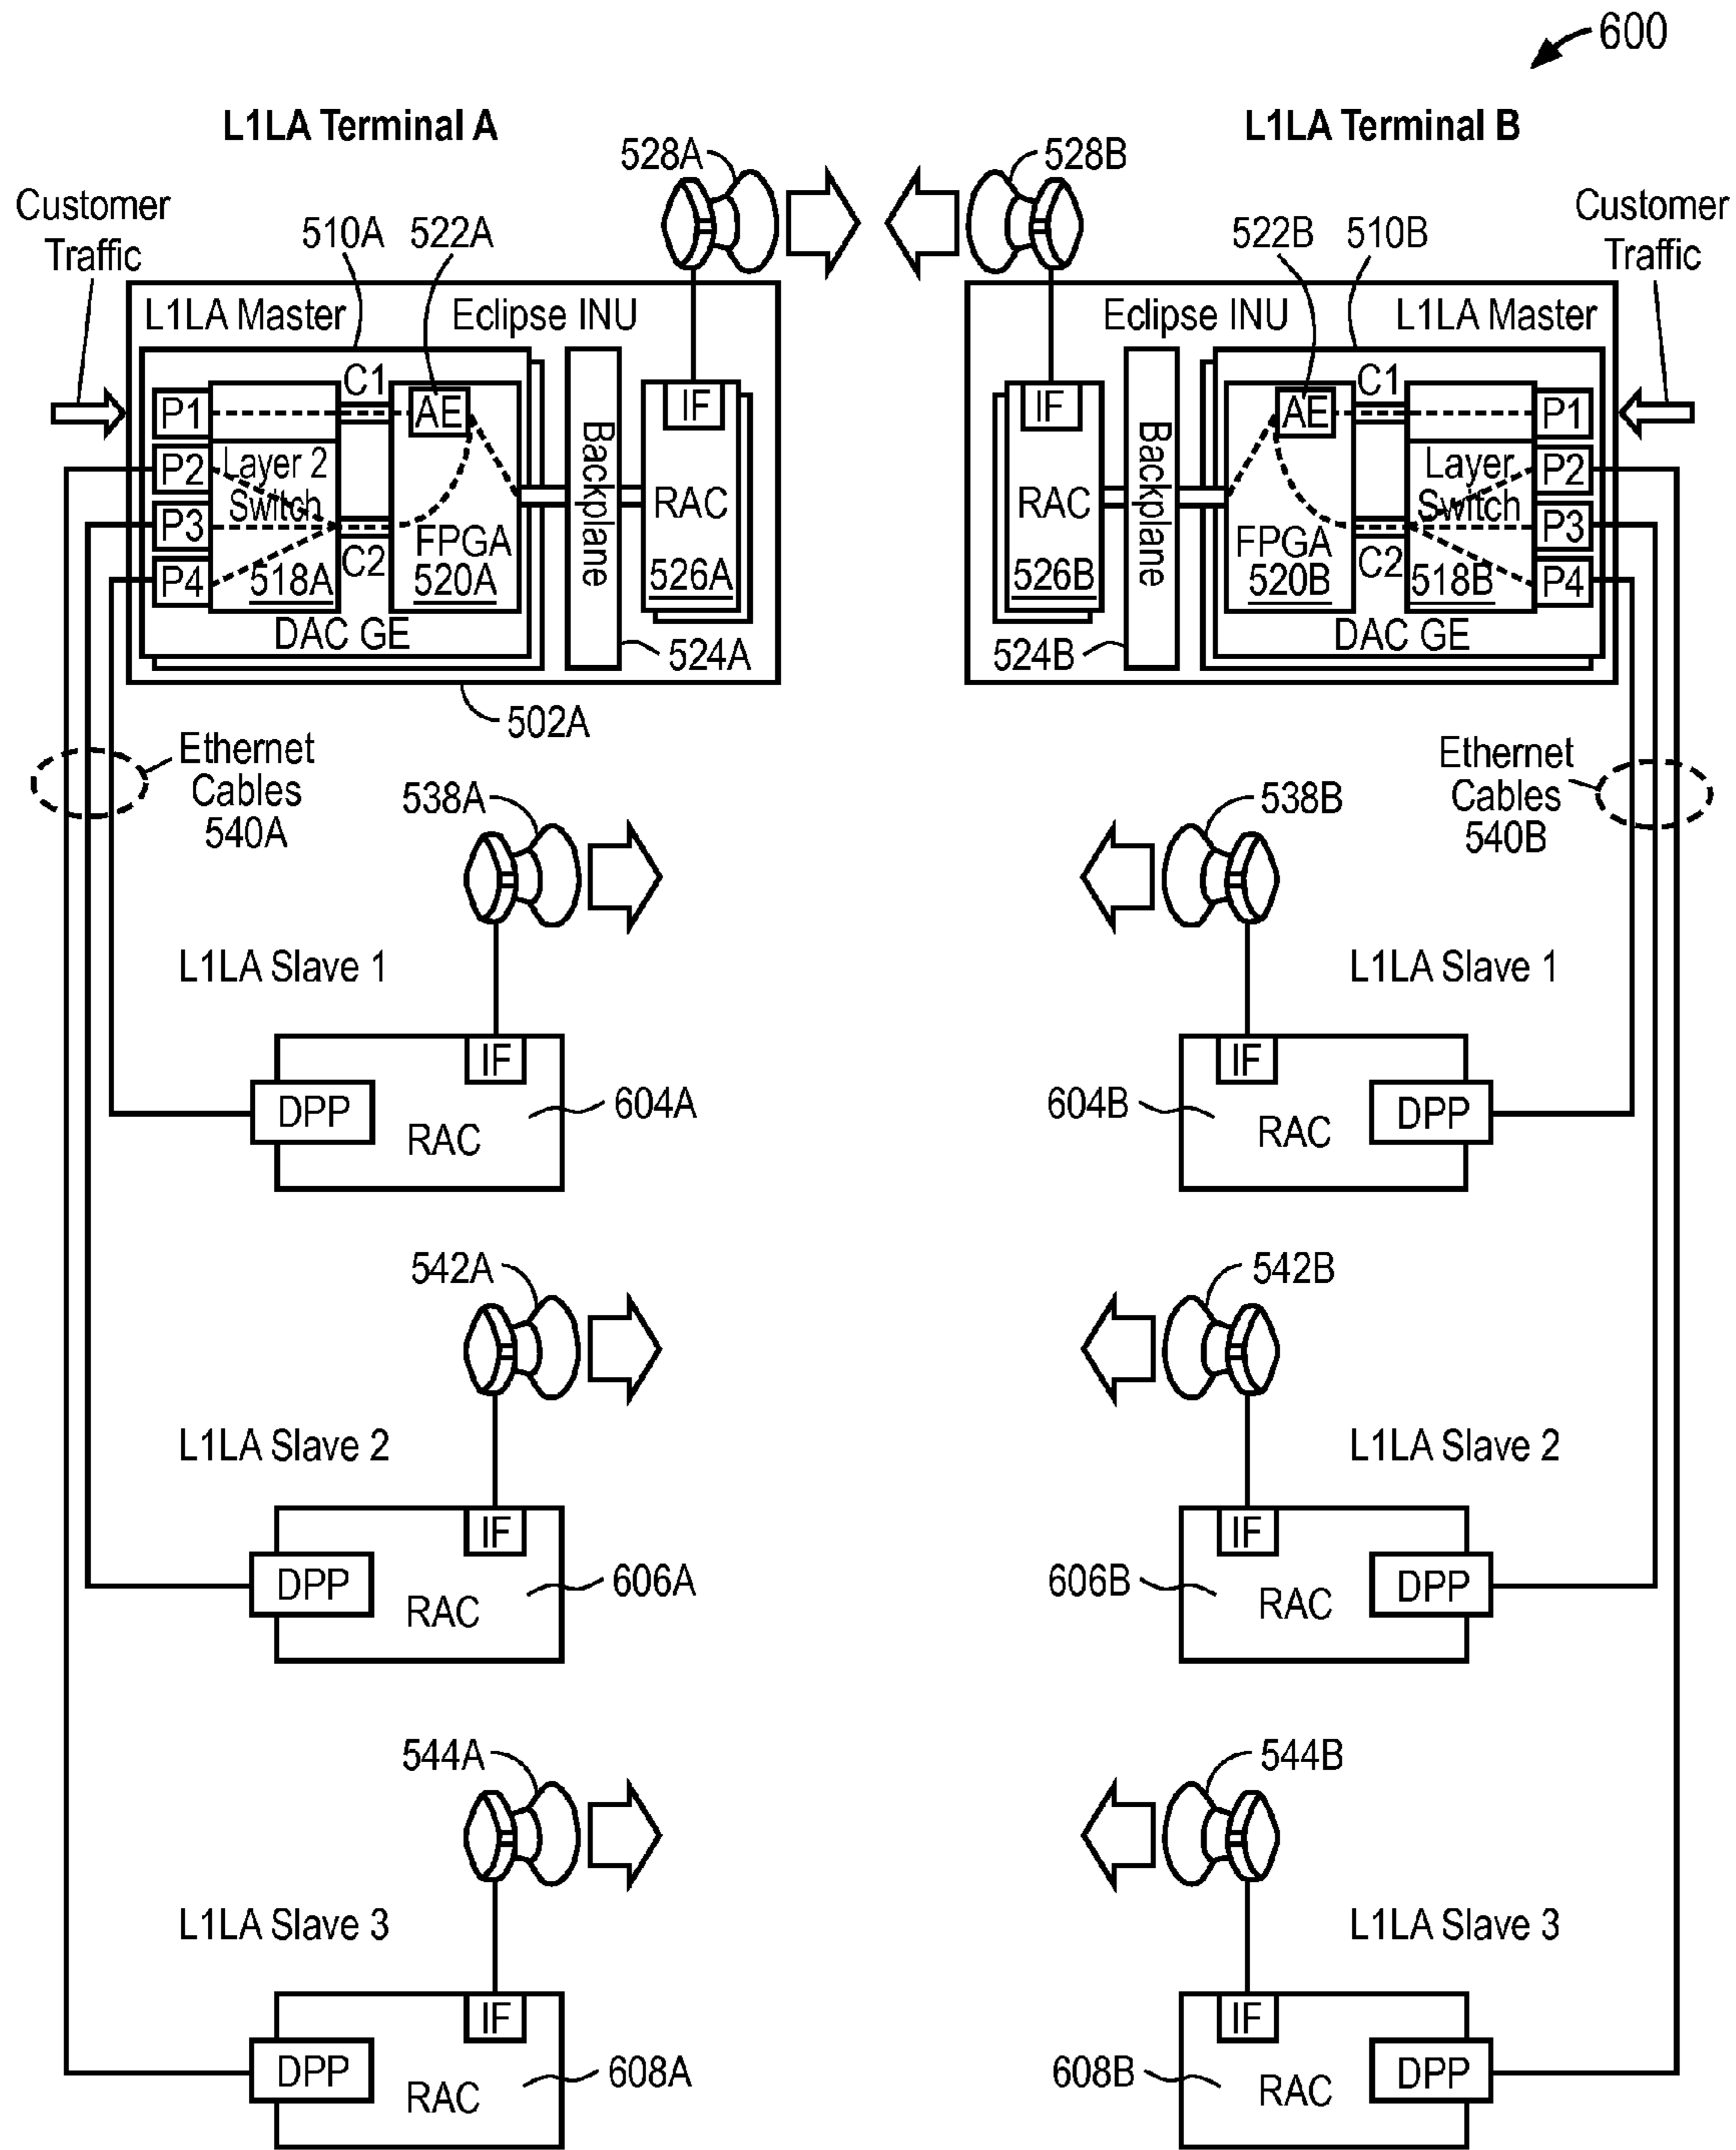 600
L1LA Terminal A
L1LA Terminal B
528A
528B
Customer
Traffic
510A
522A
522B
510B
Customer
Traffic
L1LA Master
Eclipse INU
Eclipse INU
L1LA Master
P1
P2
P3
P4
Layer 2
Switch
518A
C1
C2
AE
FPGA
520A
DAC GE
Backplane
IF
RAC
526A
524A
502A
IF
RAC
526B
524B
Backplane
AE
FPGA
520B
C1
C2
Layer
Switch
518B
P1
P2
P3
P4
DAC GE
Ethernet
Cables
540A
Ethernet
Cables
540B
538A
538B
L1LA Slave 1
L1LA Slave 1
IF
DPP
RAC
604A
604B
IF
RAC
DPP
542A
542B
L1LA Slave 2
L1LA Slave 2
IF
DPP
RAC
606A
606B
IF
RAC
DPP
544A
544B
L1LA Slave 3
L1LA Slave 3
IF
DPP
RAC
608A
608B
IF
RAC
DPP